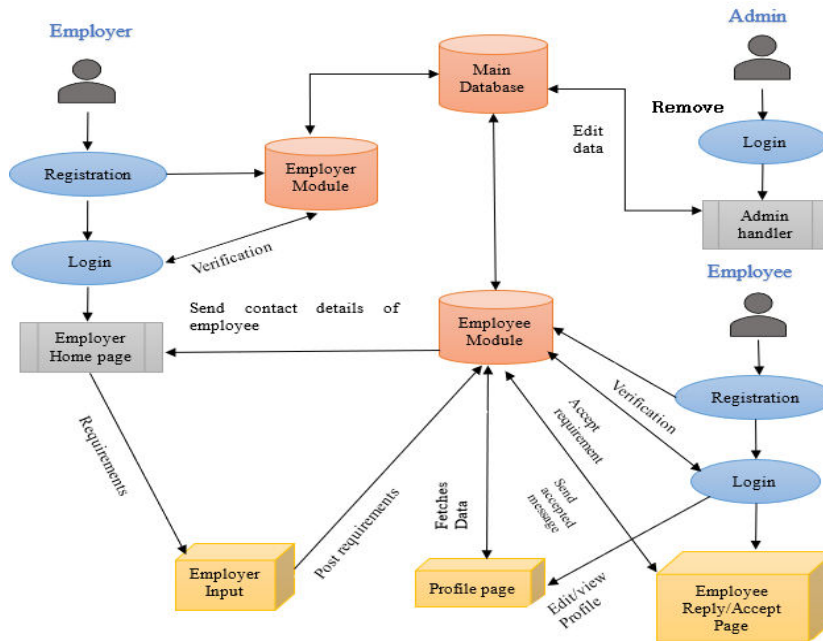 Employer
Admin
Main
Database
Remove
Edit
data
Login
Registration
Employer
Module
Admin
handler
Login
Verification
Employee
Send contact details of
employee
Employer
Home page
Employee
Module
Registration
Verification
Accept
requirement
Login
Requirements
Post requirements
Fetches
Data
Send
accepted
message
Employer
Input
Profile page
Edit/view
Profile
Employee
Reply/Accept
Page